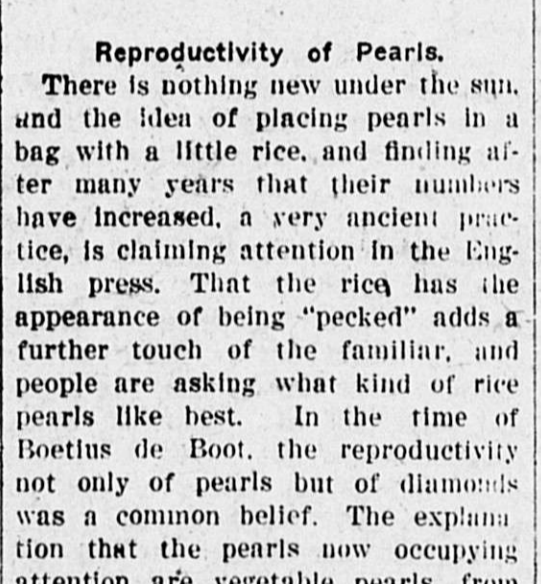 Reproductivity of Pearls.
There is nothing new under the sun,
and the idea of placing pearls in a
bag with a little rice, and finding af-
ter many years that their numbers
have increased, a very ancient prac-
tice, is claiming attention in the Eng-
lish press. That the rice has the
appearance of being "pecked" adds a
further touch of the familiar, and
people are asking what kind of rice
pearls like best. In the time of
Boetius de Boot, the reproductivity
not only of pearls but of diamonds
was a common belief. The explana
tion that the pearls now occupying
attention are vegetable pearls from